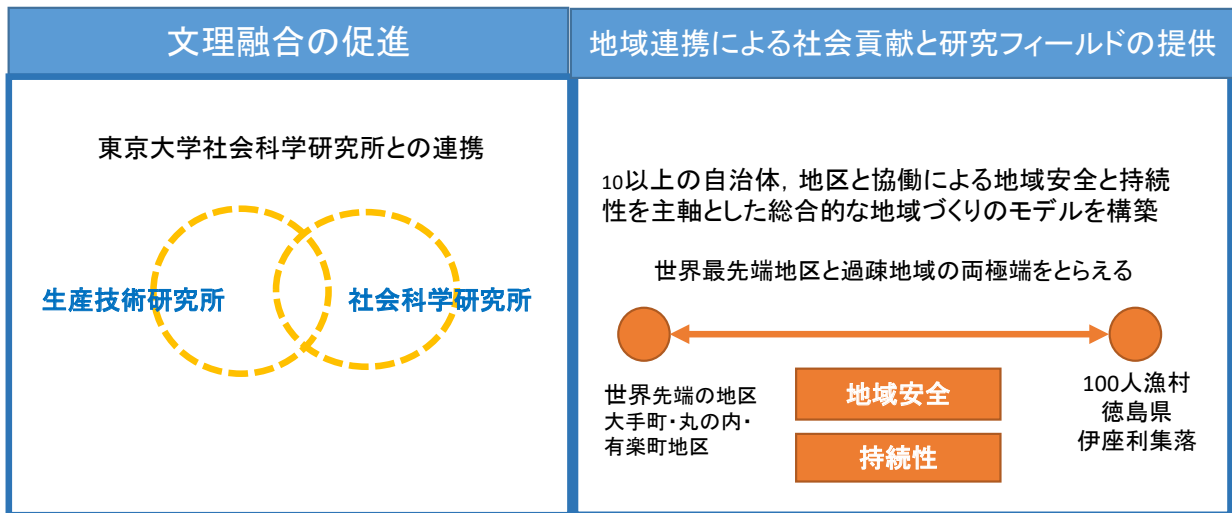 文理融合の促進
東京大学社会科学研究所との連携
生産技術研究所
社会科学研究所
地域連携による社会貢献と研究フィールドの提供
10以上の自治体，地区と協働による地域安全と持続
性を主軸とした総合的な地域づくりのモデルを構築
世界最先端地区と過疎地域の両極端をとらえる
世界先端の地区
大手町・丸の内・
有楽町地区
地域安全
持続性
100人漁村
徳島県
伊座利集落